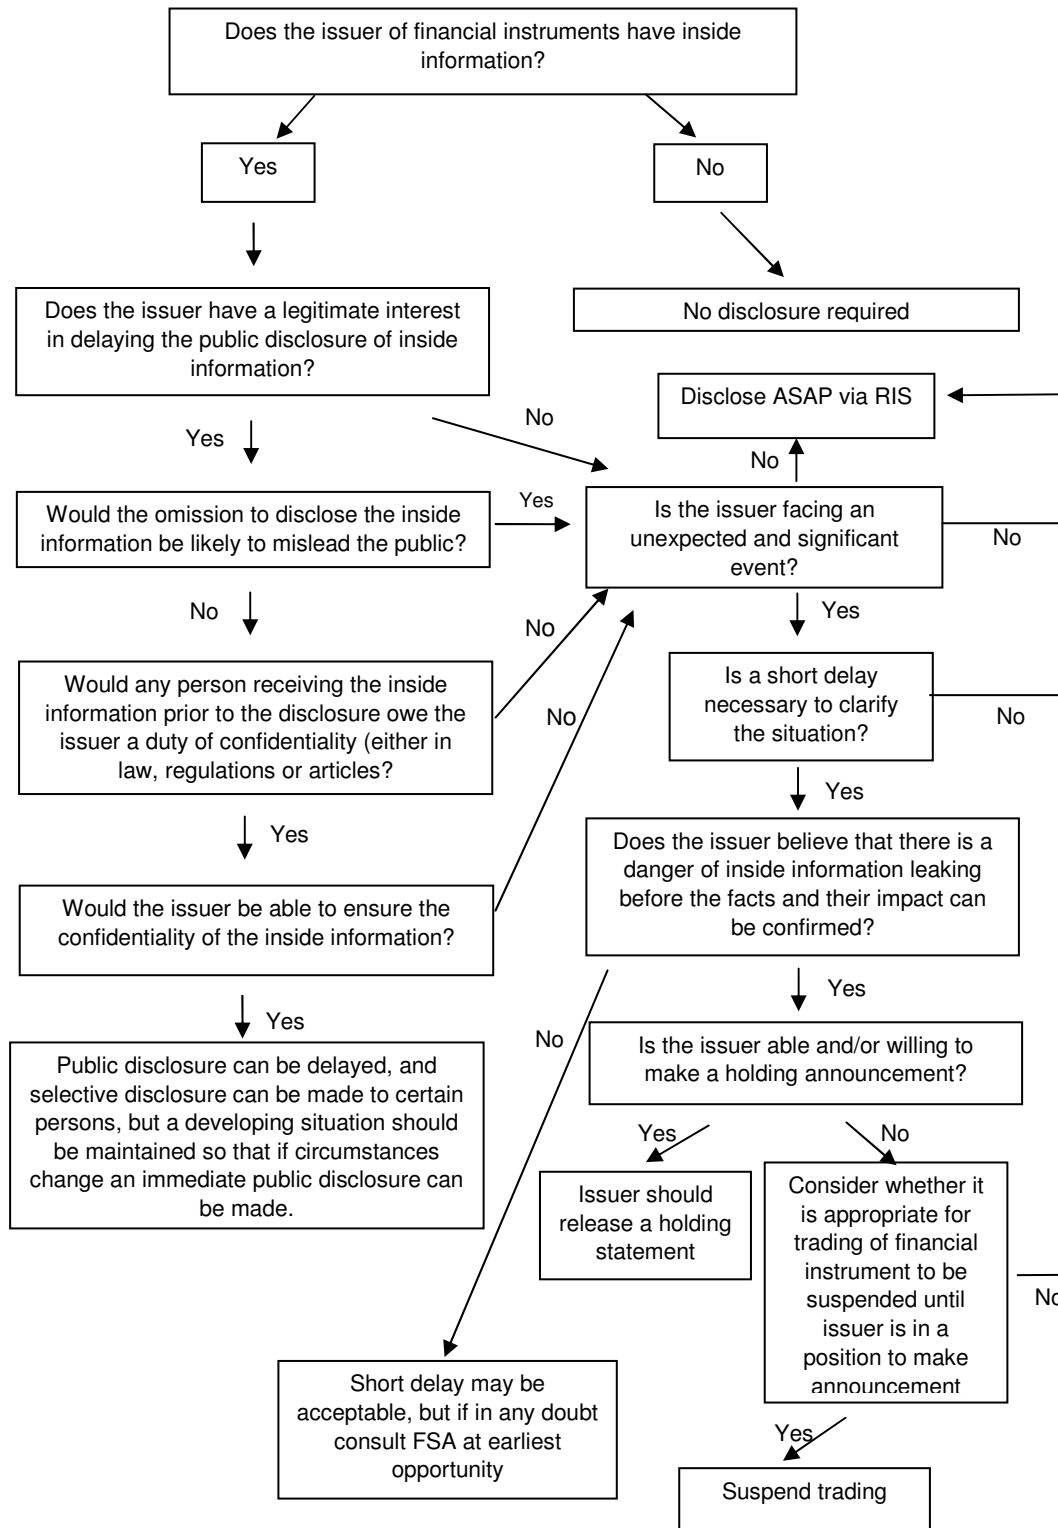 Does the issuer of financial instruments have inside
information?
Yes
No
Does the issuer have a legitimate interest
in delaying the public disclosure of inside
information?
No disclosure required
Disclose ASAP via RIS
No
Yes
No
Would the omission to disclose the inside
information be likely to mislead the public?
Yes
Is the issuer facing an
unexpected and significant
event?
No
No
Yes
No
Would any person receiving the inside
information prior to the disclosure owe the
issuer a duty of confidentiality (either in
law, regulations or articles?
Is a short delay
necessary to clarify
the situation?
No
No
Yes
Yes
Would the issuer be able to ensure the
confidentiality of the inside information?
Does the issuer believe that there is a
danger of inside information leaking
before the facts and their impact can
be confirmed?
Yes
Yes
No
Public disclosure can be delayed, and
selective disclosure can be made to certain
persons, but a developing situation should
be maintained so that if circumstances
change an immediate public disclosure can
be made.
Is the issuer able and/or willing to
make a holding announcement?
Yes
No
Issuer should
release a holding
statement
Consider whether it
is appropriate for
trading of financial
instrument to be
suspended until
issuer is in a
position to make
announcement
No
Short delay may be
acceptable, but if in any doubt
consult FSA at earliest
opportunity
Yes
Suspend trading